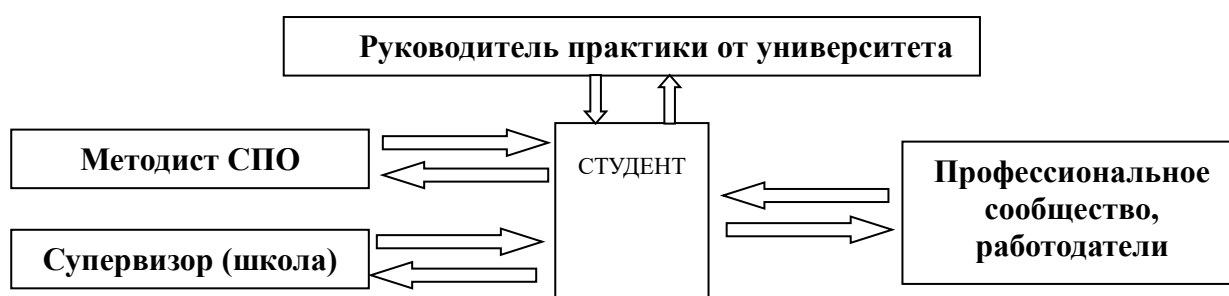 Руководитель практики от университета
Методист СПО
СТУДЕНТ
Профессиональное
сообщество,
работодатели
Супервизор (школа)